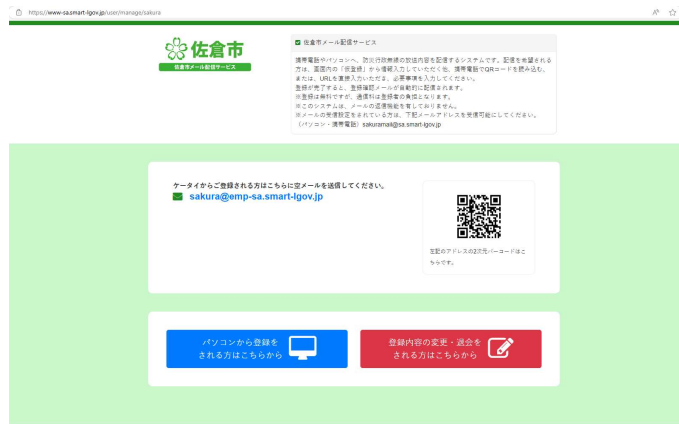 https://www-sa.smart-lgov.jp/user/manage/sakura
佐倉市
佐倉市メール配信サービス
佐倉市メール配信サービス
携帯電話やパソコンへ、防災行政無線の放送内容を配信するシステムです。配信を希望される
方は、画面内の「仮登録」から情報入力していただく他、携帯電話でQRコードを読み込む、
または、URLを直接入力いただき、必要事項を入力してください。
登録が完了すると、登録確認メールが自動的に配信されます。
※登録は無料ですが、通信料は登録者の負担となります。
※このシステムは、メールの返信機能を有しておりません。
※メールの受信設定をされている方は、下記メールアドレスを受信可能にしてください。
（パソコン・携帯電話）sakuramail@sa.smart-lgov.jp
ケータイからご登録される方はこちらに空メールを送信してください。
sakura@emp-sa.smart-lgov.jp
左記のアドレスの2次元バーコードはこ
ちらです。
パソコンから登録を
される方はこちらから
登録内容の変更・退会を
される方はこちらから